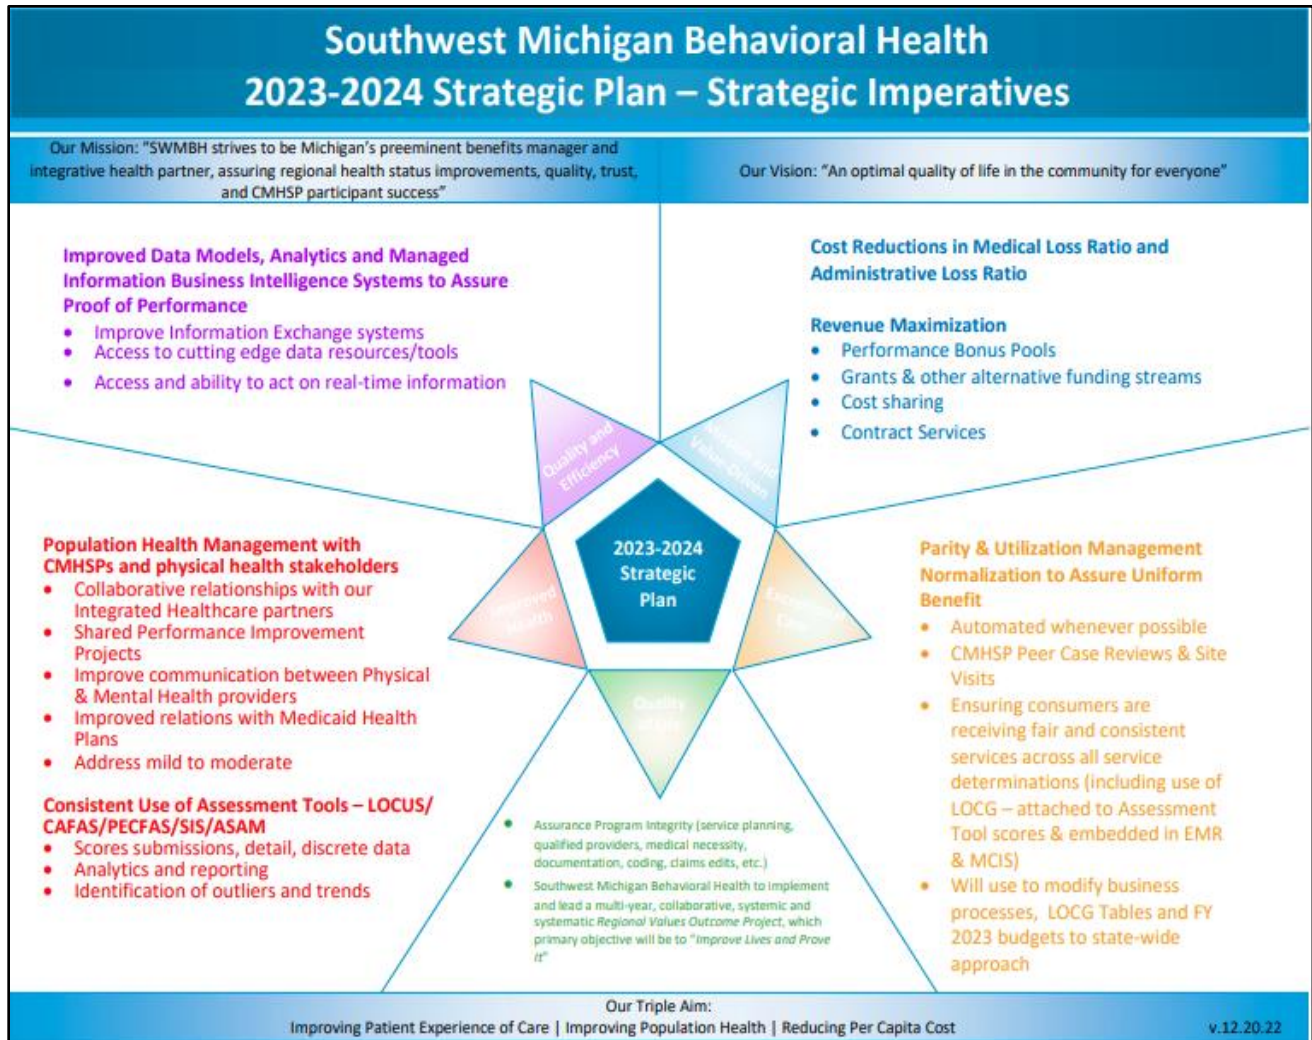 Southwest Michigan Behavioral Health
2023-2024 Strategic Plan – Strategic Imperatives
Our Mission: "SWMBH strives to be Michigan's preeminent benefits manager and
integrative health partner, assuring regional health status improvements, quality, trust,
and CMHSP participant success"
Our Vision: "An optimal quality of life in the community for everyone"
Improved Data Models, Analytics and Managed
Information Business Intelligence Systems to Assure
Proof of Performance
• Improve Information Exchange systems
• Access to cutting edge data resources/tools
• Access and ability to act on real-time information
Cost Reductions in Medical Loss Ratio and
Administrative Loss Ratio
Revenue Maximization
• Performance Bonus Pools
• Grants & other alternative funding streams
• Cost sharing
• Contract Services
Quality and
Efficiency
Mission and
Value-Driven
2023-2024
Strategic
Plan
Improved
Health
Exceptional
Care
Quality
Population Health Management with
CMHSPs and physical health stakeholders
• Collaborative relationships with our
Integrated Healthcare partners
• Shared Performance Improvement
Projects
• Improve communication between Physical
& Mental Health providers
• Improved relations with Medicaid Health
Plans
• Address mild to moderate
Consistent Use of Assessment Tools – LOCUS/
CAFAS/PECFAS/SIS/ASAM
• Scores submissions, detail, discrete data
• Analytics and reporting
• Identification of outliers and trends
• Assurance Program Integrity (service planning,
qualified providers, medical necessity,
documentation, coding, claims edits, etc.)
• Southwest Michigan Behavioral Health to implement
and lead a multi-year, collaborative, systemic and
systematic Regional Values Outcome Project, which
primary objective will be to "Improve Lives and Prove
It"
Parity & Utilization Management
Normalization to Assure Uniform
Benefit
• Automated whenever possible
• CMHSP Peer Case Reviews & Site
Visits
• Ensuring consumers are
receiving fair and consistent
services across all service
determinations (including use of
LOCG – attached to Assessment
Tool scores & embedded in EMR
& MCIS)
• Will use to modify business
processes, LOCG Tables and FY
2023 budgets to state-wide
approach
Our Triple Aim:
Improving Patient Experience of Care | Improving Population Health | Reducing Per Capita Cost
v.12.20.22